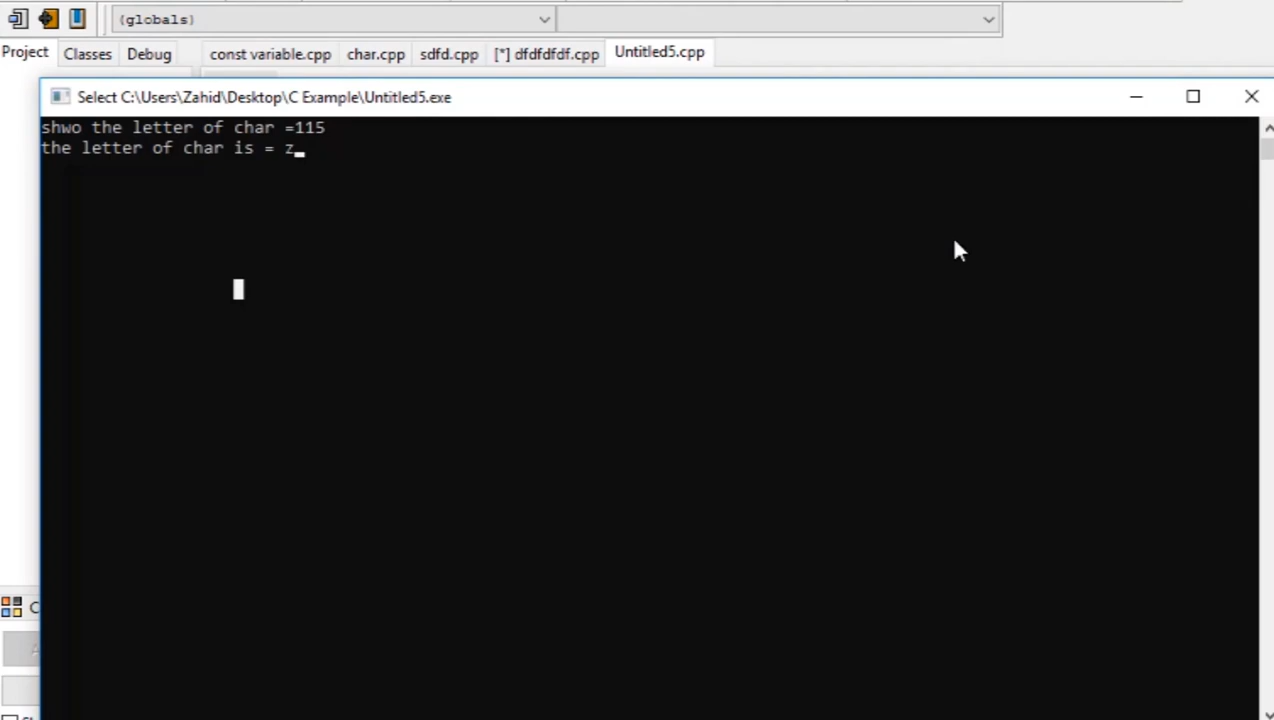 (globals)
Project Classes Debug const variable.cpp char.cpp sdfd.cpp [*] dfdfdfdf.cpp Untitled5.cpp
Select C:\Users\Zahid\Desktop\C Example\Untitled5.exe
shwo the letter of char =115
the letter of char is = z
C